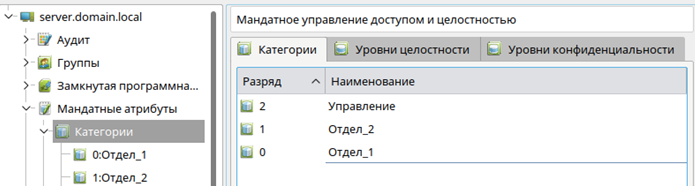 server.domain.local
Аудит
Группы
Замкнутая программна...
Мандатные атрибуты
Категории
0:Отдел_1
1:Отдел_2
Мандатное управление доступом и целостностью
Категории Уровни целостности Уровни конфиденциальности
Разряд Наименование
2 Управление
1 Отдел_2
0 Отдел_1